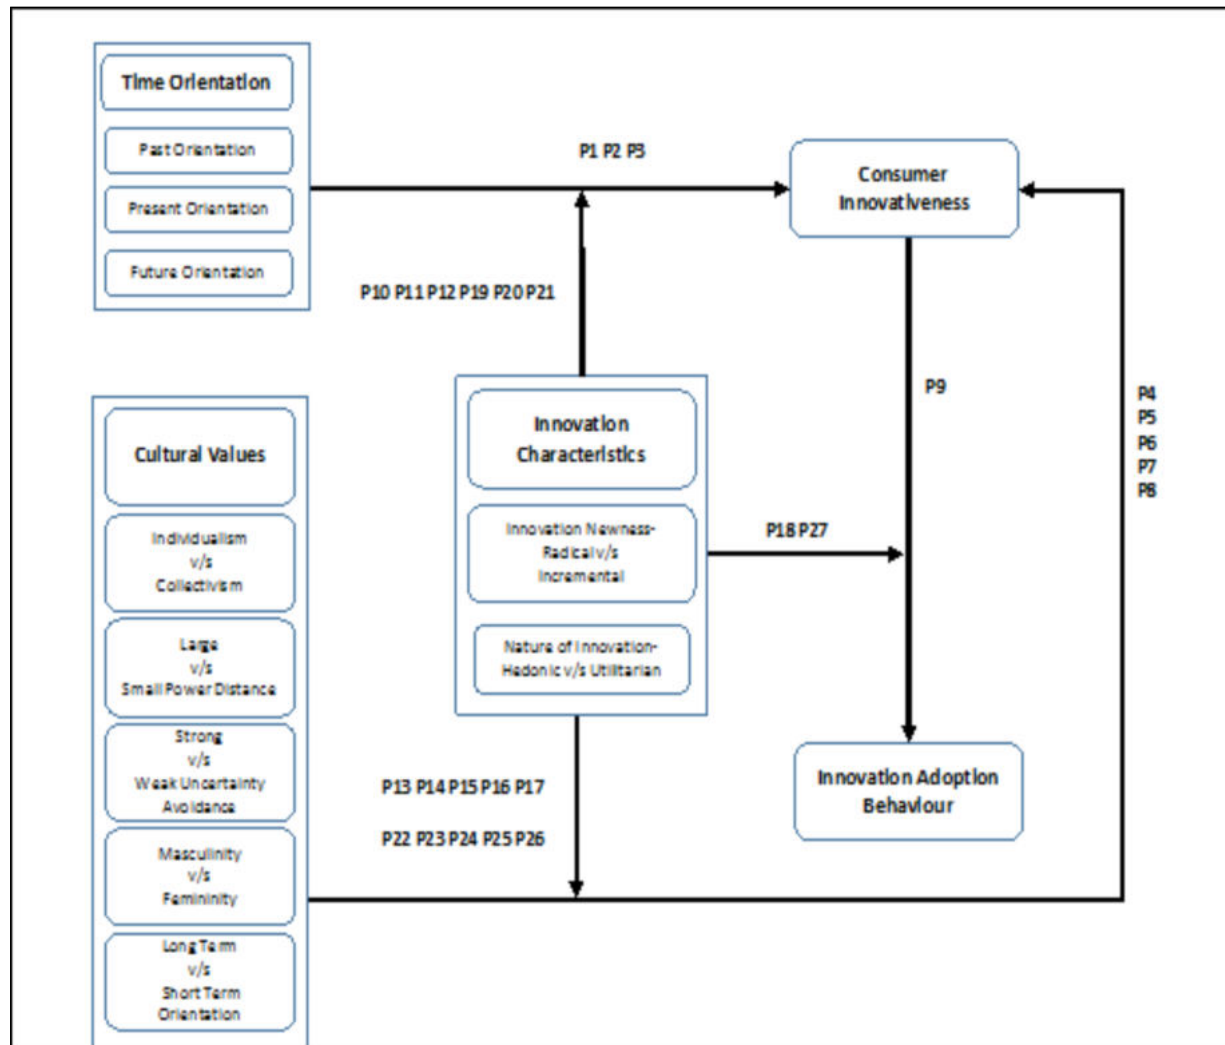 Time Orientation
Past Orientation
Present Orientation
Future Orientation
P1 P2 P3
Consumer
Innovativeness
P10 P11 P12 P19 P20 P21
Cultural Values
Individualism
v/s
Collectivism
Large
v/s
Small Power Distance
Strong
v/s
Weak Uncertainty
Avoidance
Masculinity
v/s
Femininity
Long Term
v/s
Short Term
Orientation
Innovation
Characteristics
Innovation Newness-
Radical v/s
Incremental
Nature of Innovation-
Hedonic v/s Utilitarian
P18 P27
P9
P4
P5
P6
P7
P8
P13 P14 P15 P16 P17
P22 P23 P24 P25 P26
Innovation Adoption
Behaviour